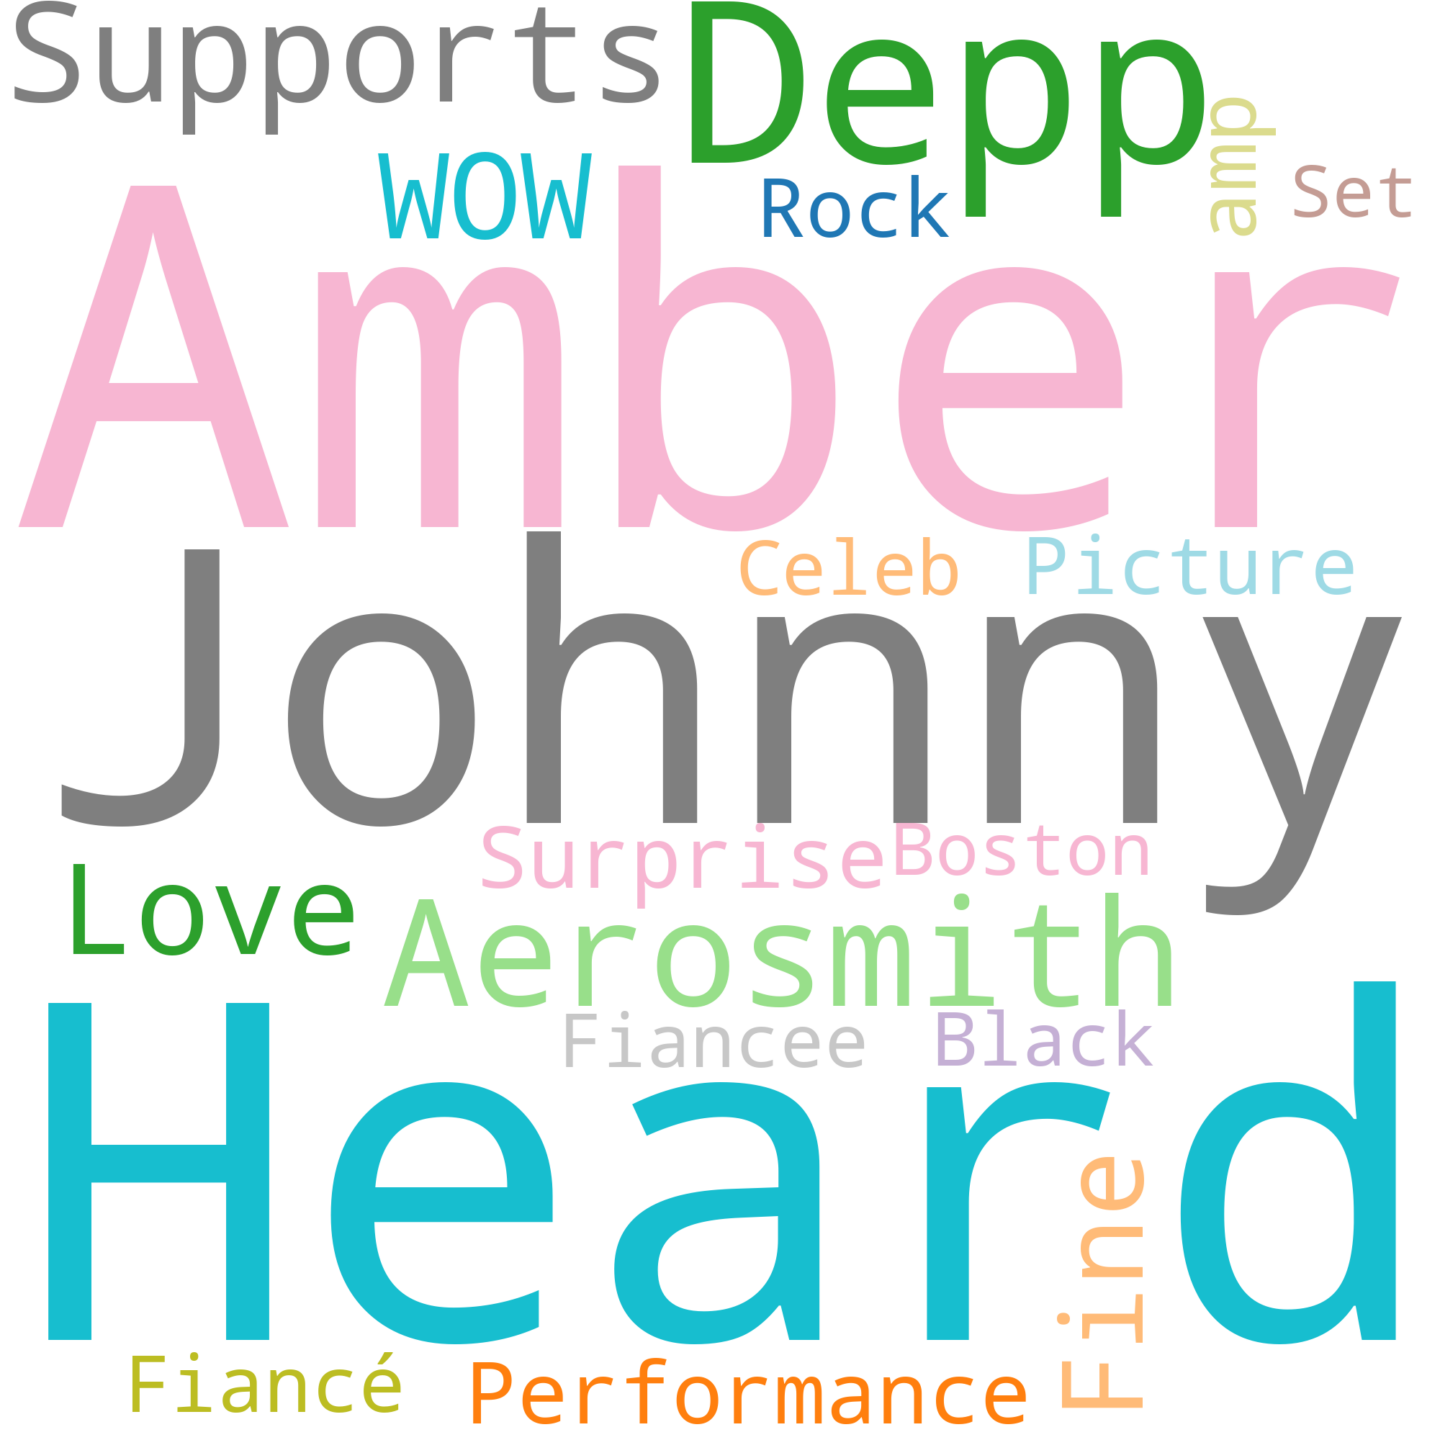 Supports Depp
WOW Rock amp Set
Amber
Celeb Picture
Johnny
Surprise Boston
Love Aerosmith
Fiancee Black
Heard
Fine
Fiancé Performance